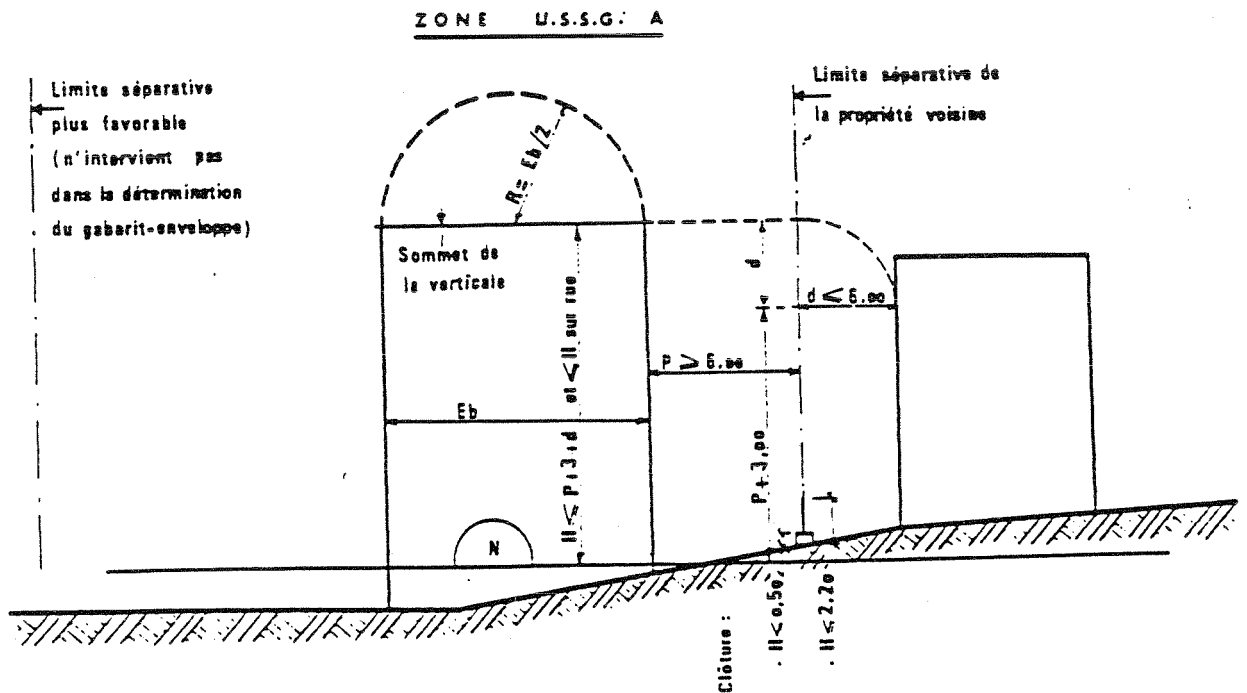 ZONE U.S.S.G. A
Limite séparative
plus favorable
(n'intervient pas
dans la détermination
du gabarit-enveloppe)
Limite séparative de
la propriété voisine
R= Eb/2
Sommet de
la verticale
H ≤ P+3+d et < H sur rue
d
d ≤ 6.00
P ≥ 6.00
Eb
P+3,00
N
Clôture :
. H < 0,50
. H ≤ 2,20